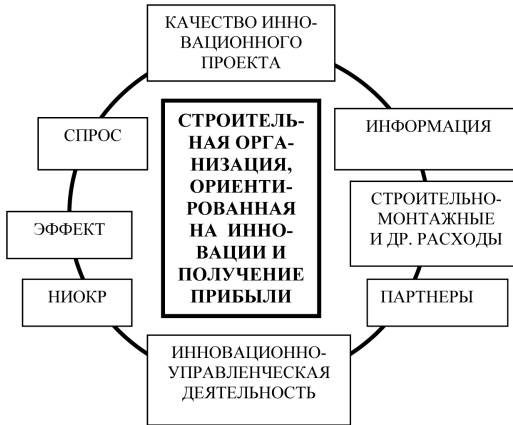 КАЧЕСТВО ИННО-
ВАЦИОННОГО
ПРОЕКТА
СПРОС
СТРОИТЕЛЬ-
НАЯ ОРГА-
НИЗАЦИЯ,
ОРИЕНТИ-
РОВАННАЯ
НА ИННО-
ВАЦИИ И
ПОЛУЧЕНИЕ
ПРИБЫЛИ
ИНФОРМАЦИЯ
ЭФФЕКТ
СТРОИТЕЛЬНО-
МОНТАЖНЫЕ
И ДР. РАСХОДЫ
НИОКР
ПАРТНЕРЫ
ИННОВАЦИОННО-
УПРАВЛЕНЧЕСКАЯ
ДЕЯТЕЛЬНОСТЬ